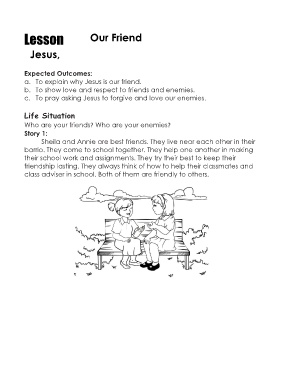 Lesson Our Friend
Jesus,
Expected Outcomes:
a. To explain why Jesus is our friend.
b. To show love and respect to friends and enemies.
c. To pray asking Jesus to forgive and love our enemies.
Life Situation
Who are your friends? Who are your enemies?
Story 1:
Sheila and Annie are best friends. They live near each other in their
barrio. They come to school together. They help one another in making
their school work and assignments. They try their best to keep their
friendship lasting. They always think of how to help their classmates and
class adviser in school. Both of them are friendly to others.